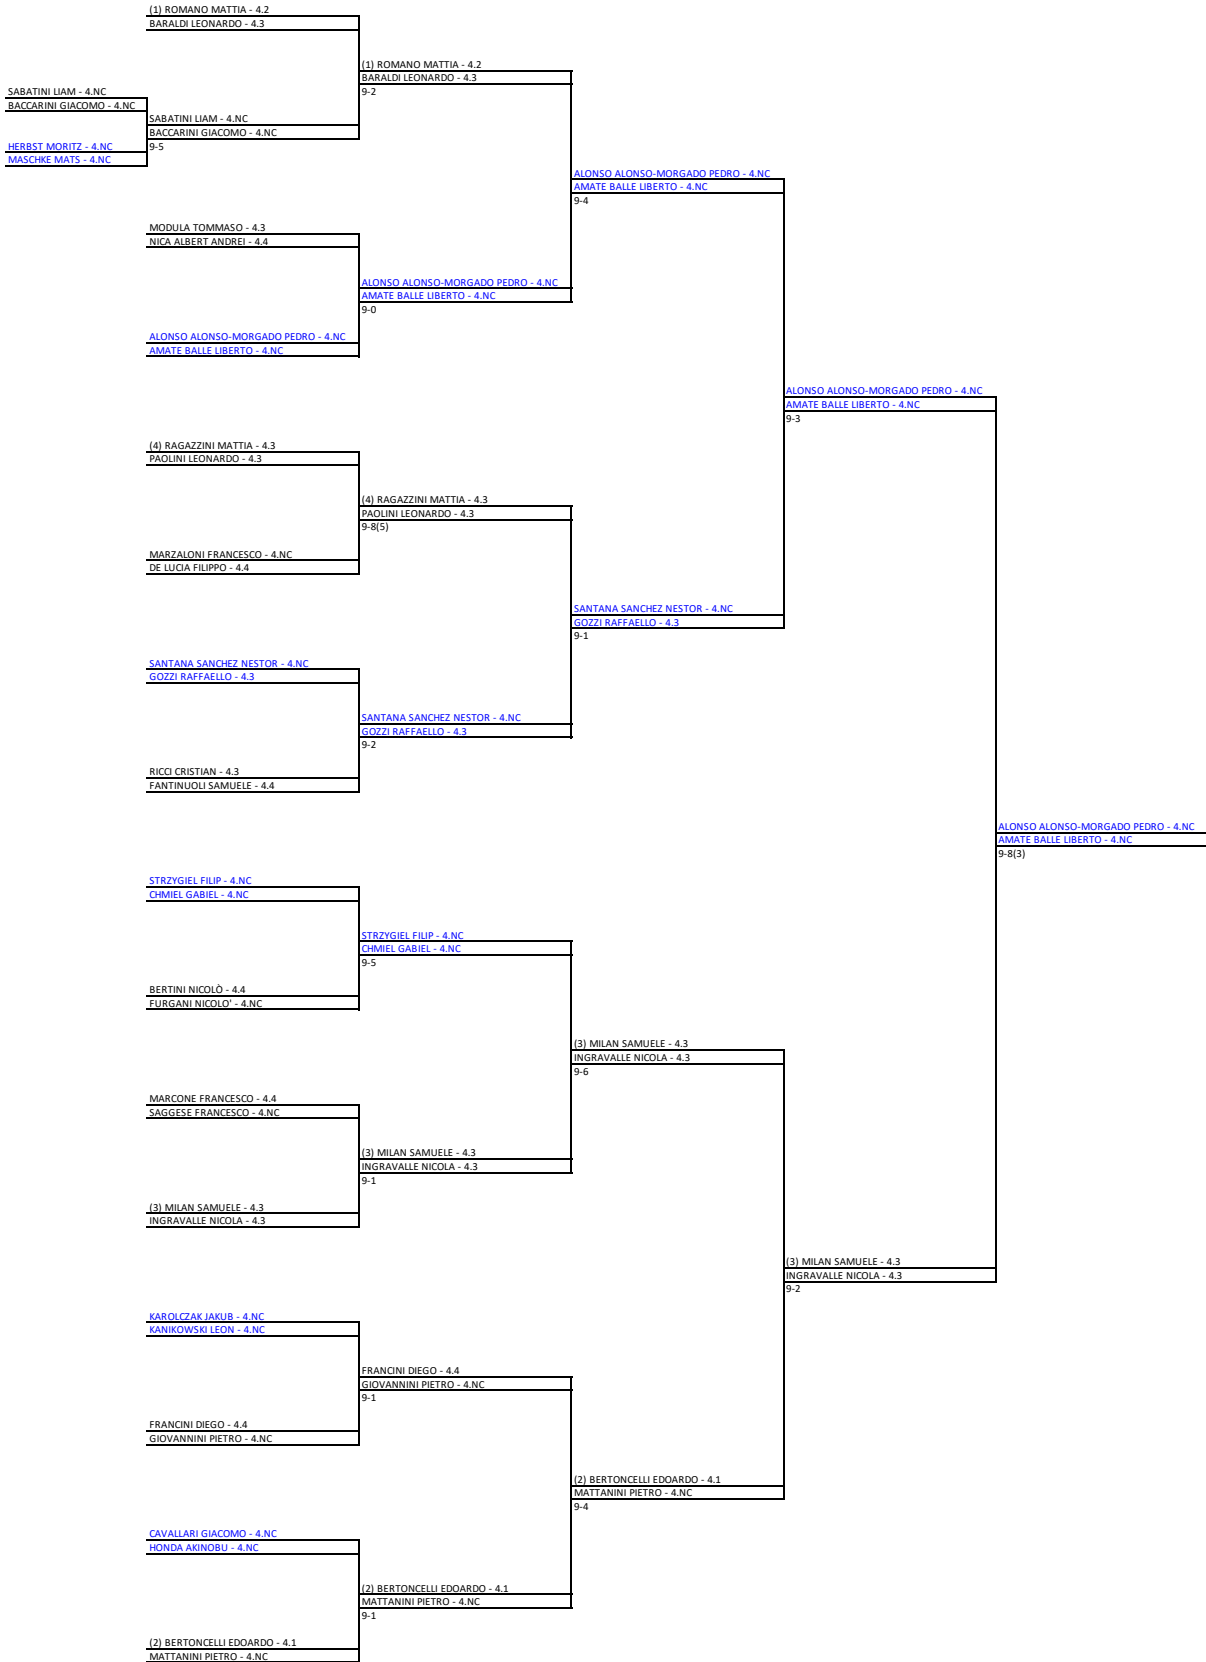 (1) ROMANO MATTIA - 4.2
BARALDI LEONARDO - 4.3
(1) ROMANO MATTIA - 4.2
BARALDI LEONARDO - 4.3
9-2
SABATINI LIAM - 4.NC
BACCARINI GIACOMO - 4.NC
SABATINI LIAM - 4.NC
BACCARINI GIACOMO - 4.NC
9-5
HERBST MORITZ - 4.NC
MASCHKE MATS - 4.NC
ALONSO ALONSO-MORGADO PEDRO - 4.NC
AMATE BALLE LIBERTO - 4.NC
9-4
MODULA TOMMASO - 4.3
NICA ALBERT ANDREI - 4.4
ALONSO ALONSO-MORGADO PEDRO - 4.NC
AMATE BALLE LIBERTO - 4.NC
9-0
ALONSO ALONSO-MORGADO PEDRO - 4.NC
AMATE BALLE LIBERTO - 4.NC
ALONSO ALONSO-MORGADO PEDRO - 4.NC
AMATE BALLE LIBERTO - 4.NC
9-3
(4) RAGAZZINI MATTIA - 4.3
PAOLINI LEONARDO - 4.3
(4) RAGAZZINI MATTIA - 4.3
PAOLINI LEONARDO - 4.3
9-8(5)
MARZALONI FRANCESCO - 4.NC
DE LUCIA FILIPPO - 4.4
SANTANA SANCHEZ NESTOR - 4.NC
GOZZI RAFFAELLO - 4.3
9-1
SANTANA SANCHEZ NESTOR - 4.NC
GOZZI RAFFAELLO - 4.3
SANTANA SANCHEZ NESTOR - 4.NC
GOZZI RAFFAELLO - 4.3
9-2
RICCI CRISTIAN - 4.3
FANTINUOLI SAMUELE - 4.4
ALONSO ALONSO-MORGADO PEDRO - 4.NC
AMATE BALLE LIBERTO - 4.NC
9-8(3)
STRZYGIEL FILIP - 4.NC
CHMIEL GABIEL - 4.NC
STRZYGIEL FILIP - 4.NC
CHMIEL GABIEL - 4.NC
9-5
BERTINI NICOLÒ - 4.4
FURGANI NICOLO' - 4.NC
(3) MILAN SAMUELE - 4.3
INGRAVALLE NICOLA - 4.3
9-6
MARCONE FRANCESCO - 4.4
SAGGESE FRANCESCO - 4.NC
(3) MILAN SAMUELE - 4.3
INGRAVALLE NICOLA - 4.3
9-1
(3) MILAN SAMUELE - 4.3
INGRAVALLE NICOLA - 4.3
(3) MILAN SAMUELE - 4.3
INGRAVALLE NICOLA - 4.3
9-2
KAROLCZAK JAKUB - 4.NC
KANIKOWSKI LEON - 4.NC
FRANCINI DIEGO - 4.4
GIOVANNINI PIETRO - 4.NC
9-1
FRANCINI DIEGO - 4.4
GIOVANNINI PIETRO - 4.NC
(2) BERTONCELLI EDOARDO - 4.1
MATTANINI PIETRO - 4.NC
9-4
CAVALLARI GIACOMO - 4.NC
HONDA AKINOBU - 4.NC
(2) BERTONCELLI EDOARDO - 4.1
MATTANINI PIETRO - 4.NC
9-1
(2) BERTONCELLI EDOARDO - 4.1
MATTANINI PIETRO - 4.NC